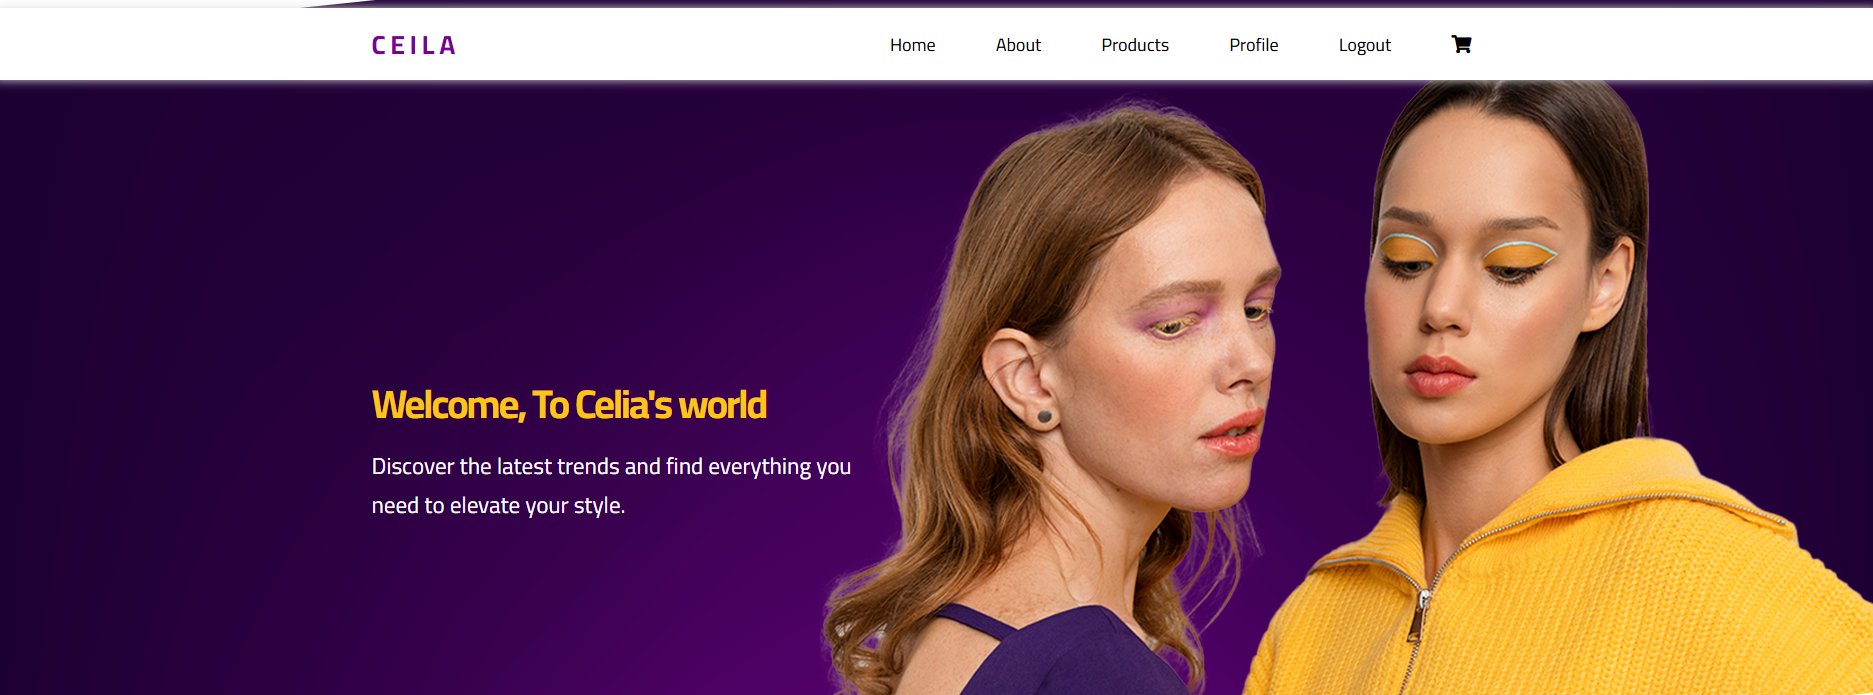 CEILA Home About Products Profile Logout
Welcome, To Celia's world
Discover the latest trends and find everything you
need to elevate your style.